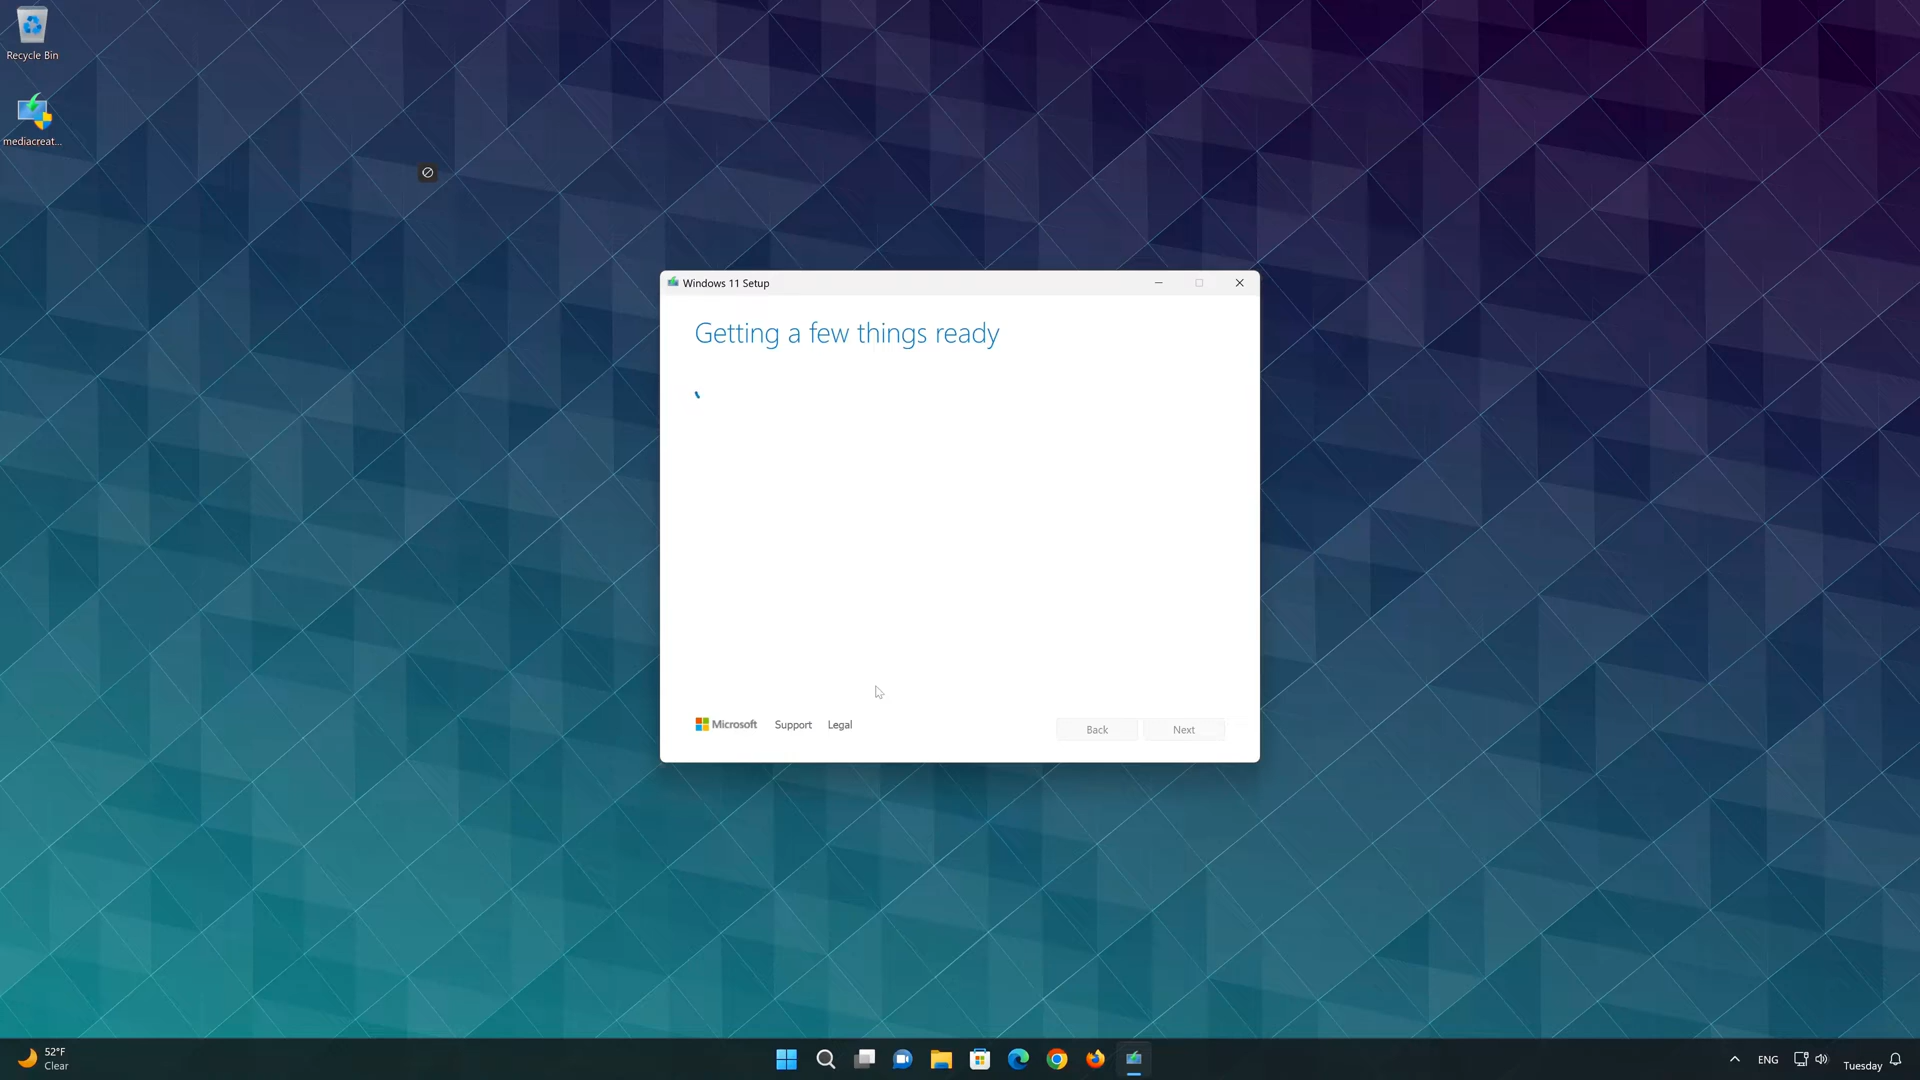 Recycle Bin
mediacreat...
Windows 11 Setup
Getting a few things ready
Microsoft
Support
Legal
Back
Next
52°F
Clear
ENG
Tuesday